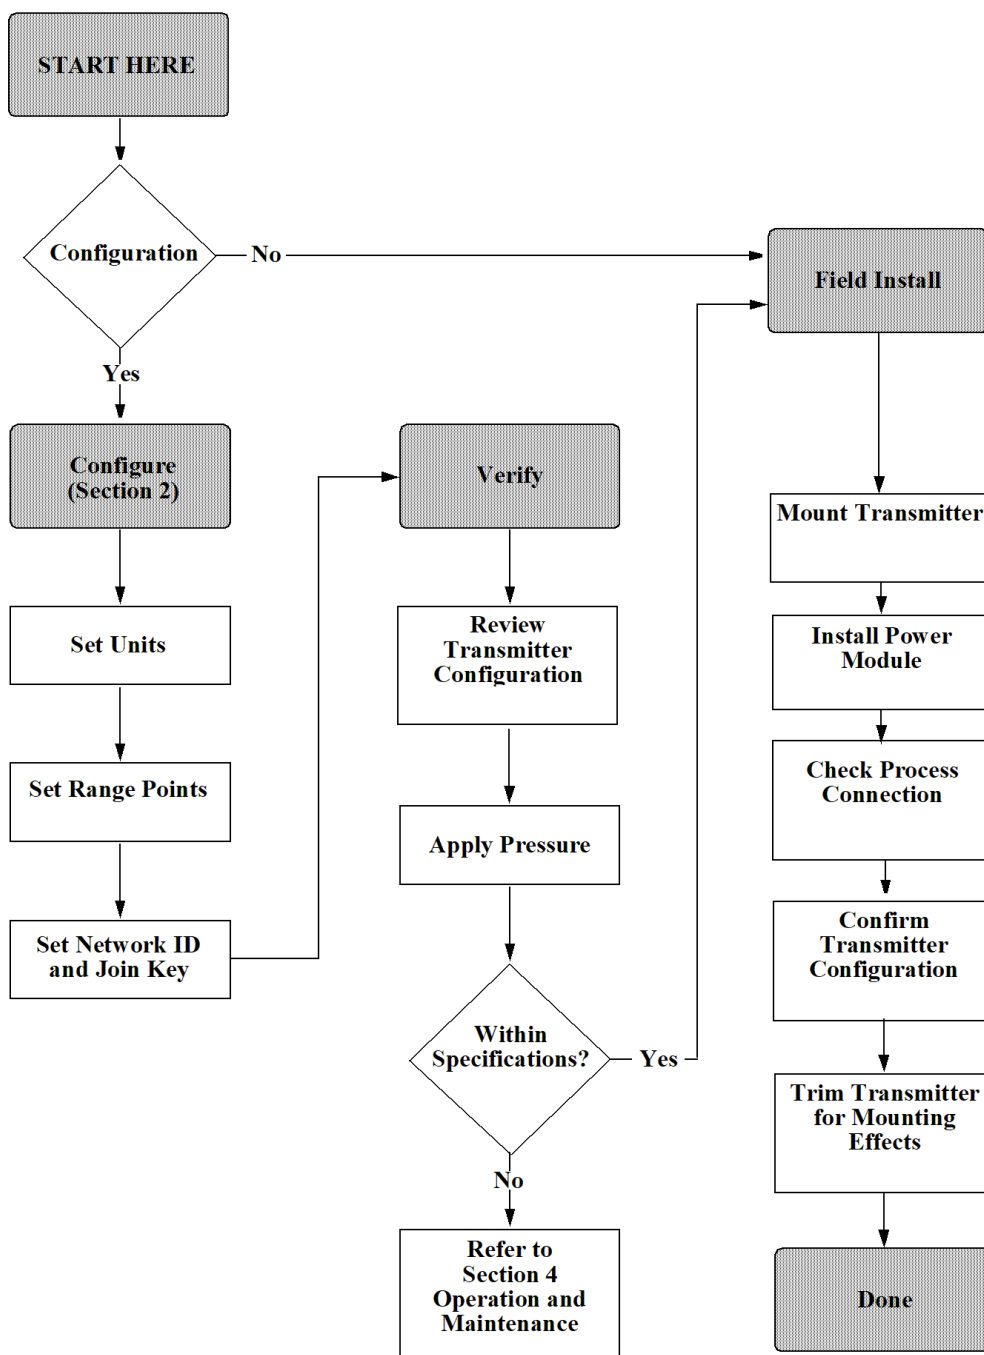 START HERE
Configuration
No
Yes
Configure
(Section 2)
Set Units
Set Range Points
Set Network ID
and Join Key
Verify
Review
Transmitter
Configuration
Apply Pressure
Within
Specifications?
Yes
No
Refer to
Section 4
Operation and
Maintenance
Field Install
Mount Transmitter
Install Power
Module
Check Process
Connection
Confirm
Transmitter
Configuration
Trim Transmitter
for Mounting
Effects
Done